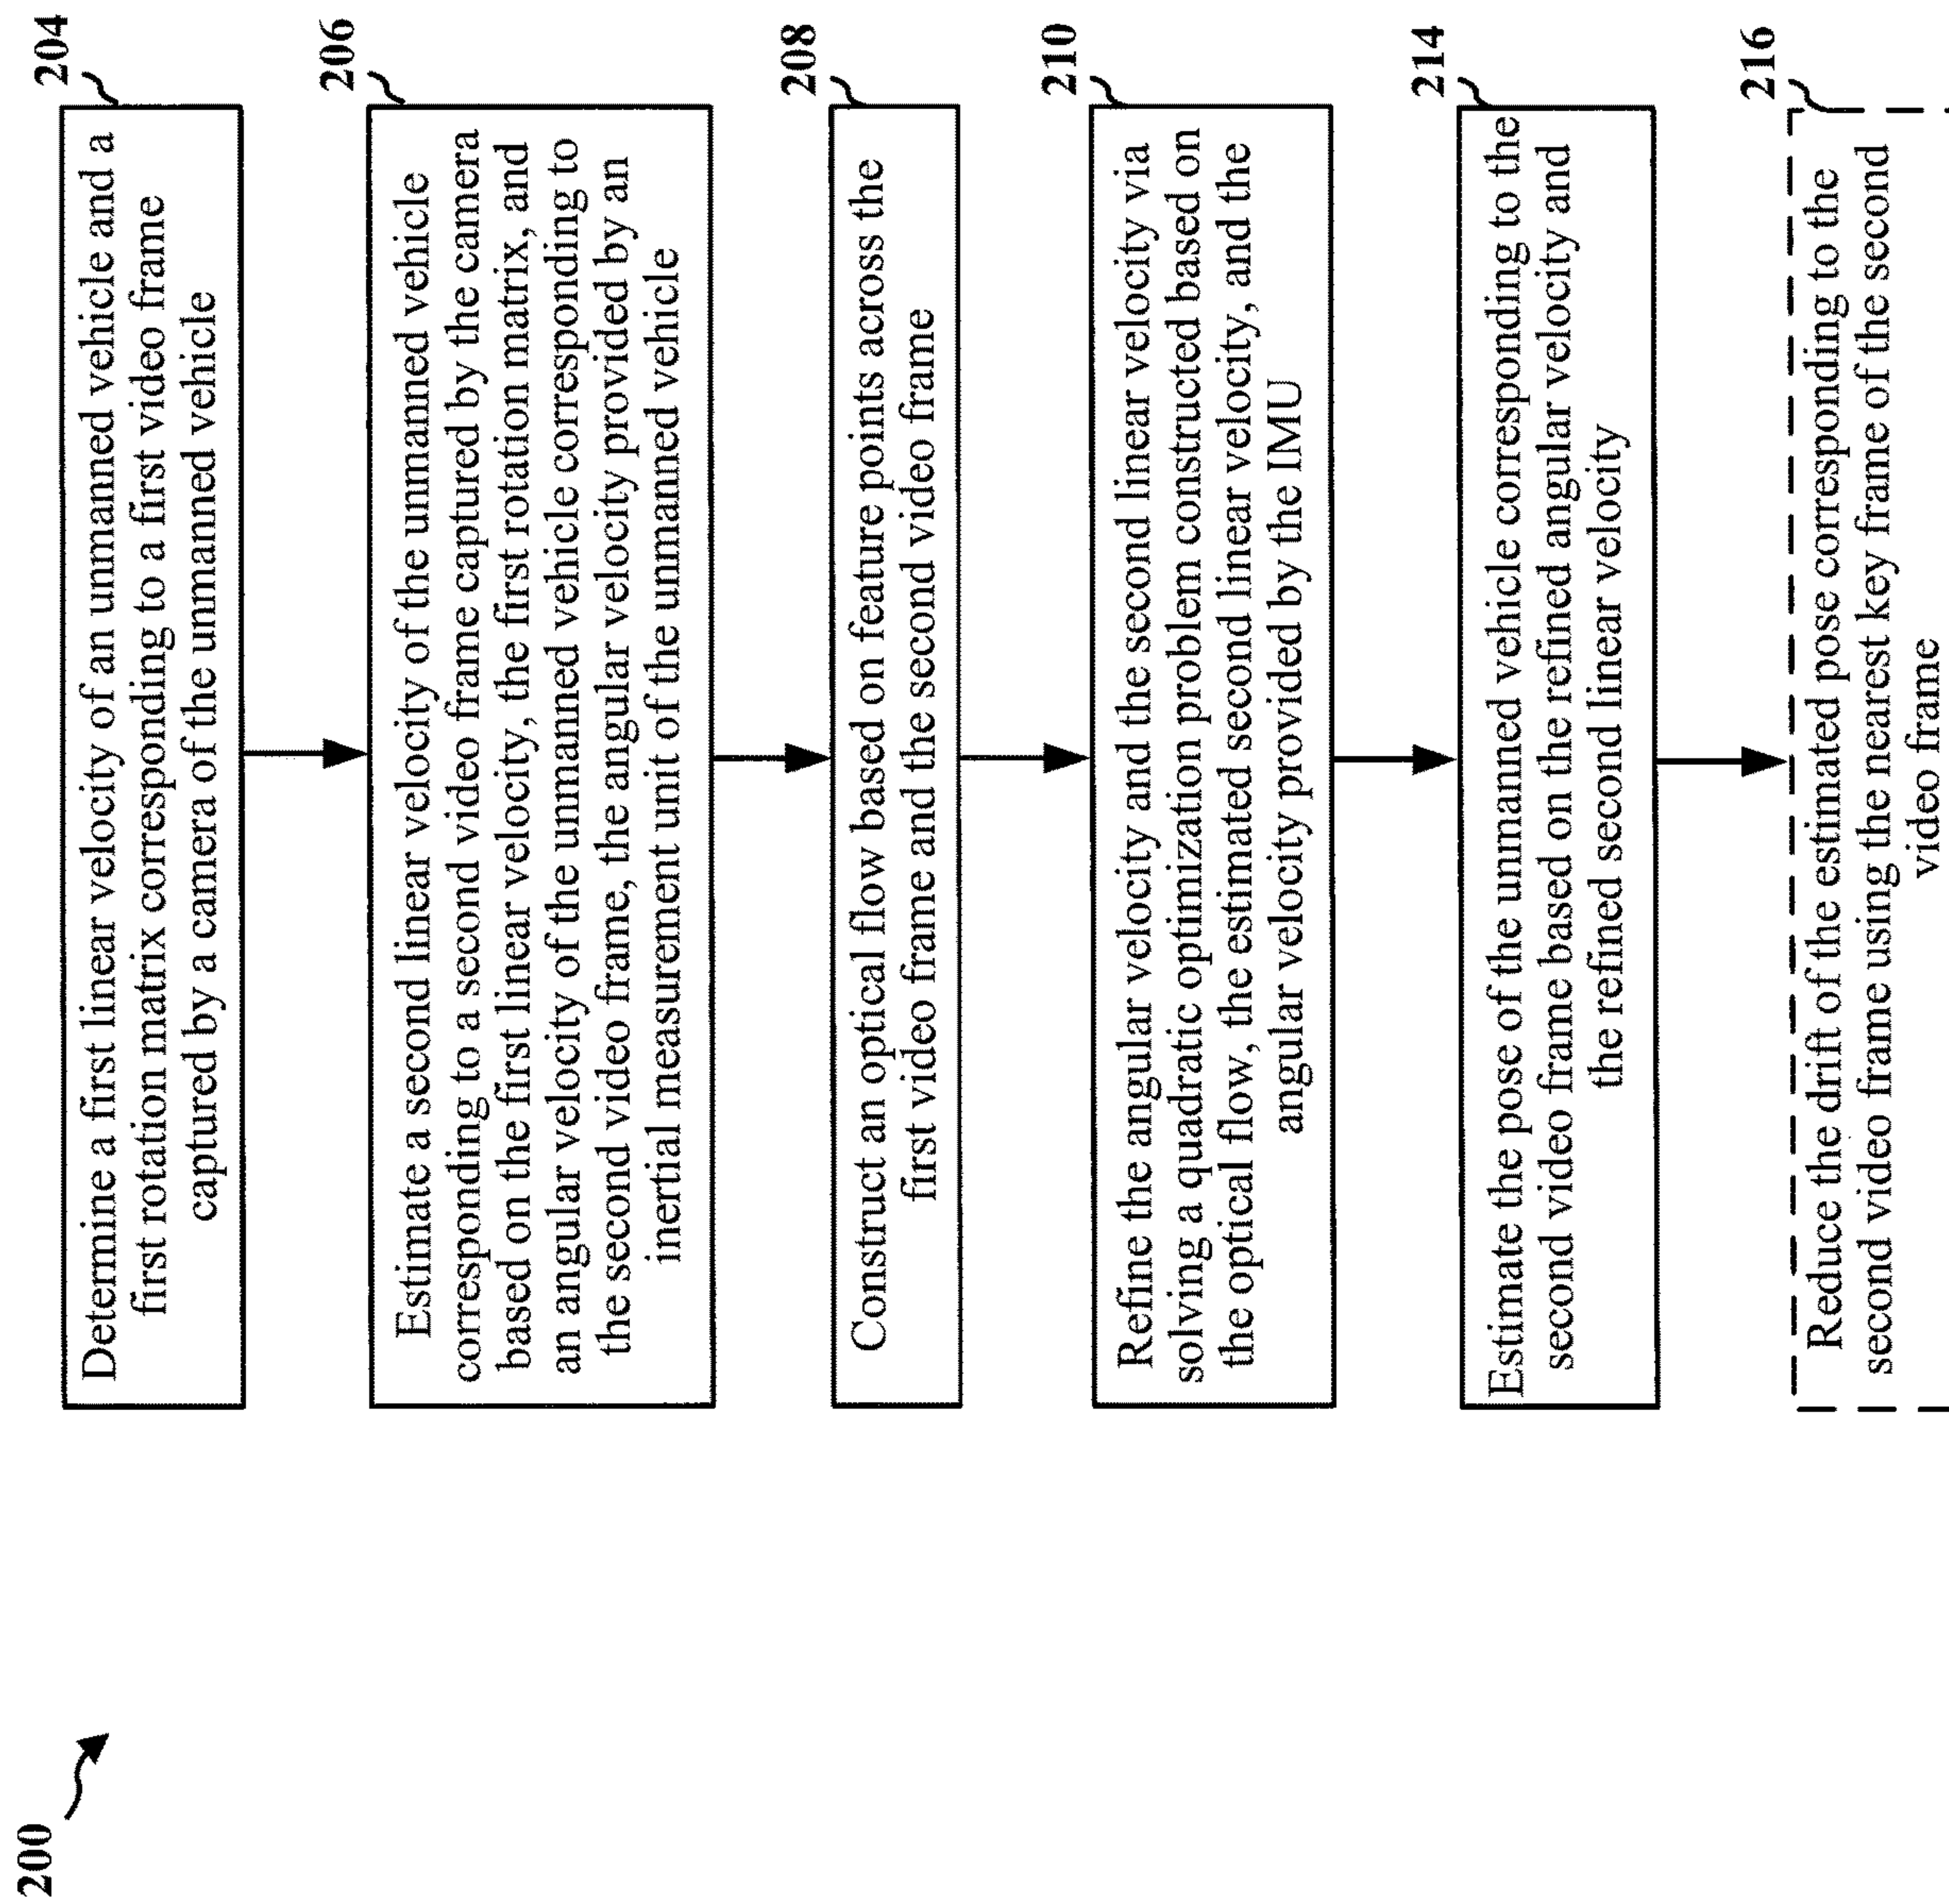 200
204
Determine a first linear velocity of an unmanned vehicle and a
first rotation matrix corresponding to a first video frame
captured by a camera of the unmanned vehicle
206
Estimate a second linear velocity of the unmanned vehicle
corresponding to a second video frame captured by the camera
based on the first linear velocity, the first rotation matrix, and
an angular velocity of the unmanned vehicle corresponding to
the second video frame, the angular velocity provided by an
inertial measurement unit of the unmanned vehicle
208
Construct an optical flow based on feature points across the
first video frame and the second video frame
210
Refine the angular velocity and the second linear velocity via
solving a quadratic optimization problem constructed based on
the optical flow, the estimated second linear velocity, and the
angular velocity provided by the IMU
214
Estimate the pose of the unmanned vehicle corresponding to the
second video frame based on the refined angular velocity and
the refined second linear velocity
216
Reduce the drift of the estimated pose corresponding to the
second video frame using the nearest key frame of the second
video frame